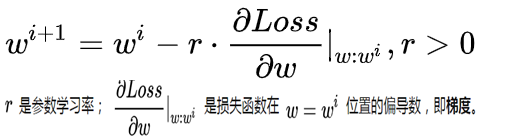 w^{i+1} = w^i − r · ∂Loss/∂w |_{w:w^i}, r > 0
r 是参数学习率； ∂Loss/∂w |_{w:w^i} 是损失函数在 w = w^i 位置的偏导数，即梯度。